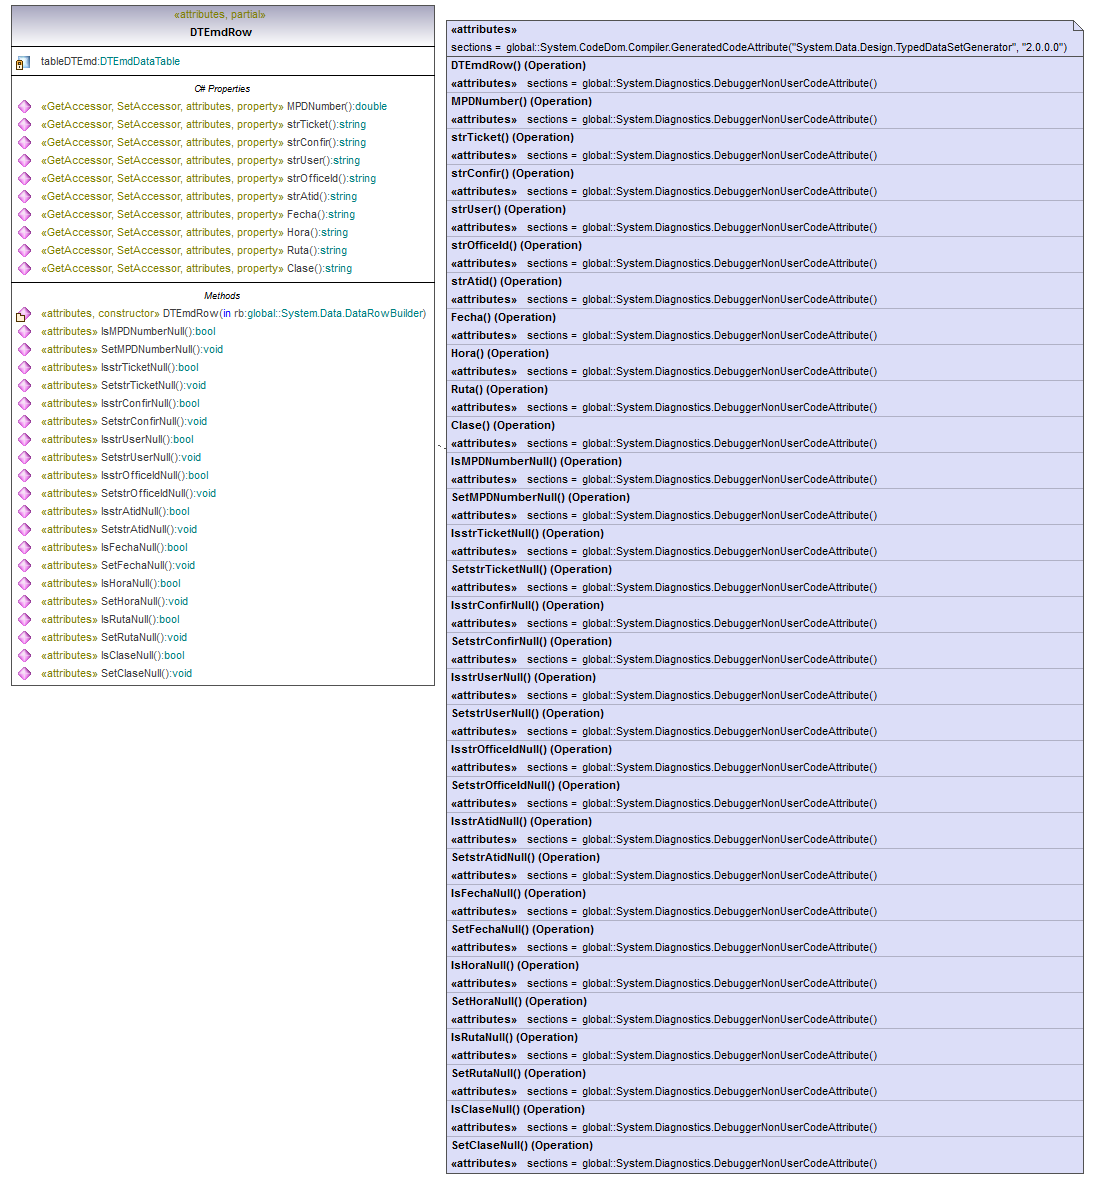 «attributes, partial»
DTEmdRow
tableDTEmd:DTEmdDataTable
C# Properties
«GetAccessor, SetAccessor, attributes, property» MPDNumber():double
«GetAccessor, SetAccessor, attributes, property» strTicket():string
«GetAccessor, SetAccessor, attributes, property» strConfir():string
«GetAccessor, SetAccessor, attributes, property» strUser():string
«GetAccessor, SetAccessor, attributes, property» strOfficeId():string
«GetAccessor, SetAccessor, attributes, property» strAtid():string
«GetAccessor, SetAccessor, attributes, property» Fecha():string
«GetAccessor, SetAccessor, attributes, property» Hora():string
«GetAccessor, SetAccessor, attributes, property» Ruta():string
«GetAccessor, SetAccessor, attributes, property» Clase():string
Methods
«attributes, constructor» DTEmdRow(in rb:global::System.Data.DataRowBuilder)
«attributes» IsMPDNumberNull():bool
«attributes» SetMPDNumberNull():void
«attributes» IsstrTicketNull():bool
«attributes» SetstrTicketNull():void
«attributes» IsstrConfirNull():bool
«attributes» SetstrConfirNull():void
«attributes» IsstrUserNull():bool
«attributes» SetstrUserNull():void
«attributes» IsstrOfficeIdNull():bool
«attributes» SetstrOfficeIdNull():void
«attributes» IsstrAtidNull():bool
«attributes» SetstrAtidNull():void
«attributes» IsFechaNull():bool
«attributes» SetFechaNull():void
«attributes» IsHoraNull():bool
«attributes» SetHoraNull():void
«attributes» IsRutaNull():bool
«attributes» SetRutaNull():void
«attributes» IsClaseNull():bool
«attributes» SetClaseNull():void
«attributes»
sections = global::System.CodeDom.Compiler.GeneratedCodeAttribute("System.Data.Design.TypedDataSetGenerator", "2.0.0.0")
DTEmdRow() (Operation)
«attributes» sections = global::System.Diagnostics.DebuggerNonUserCodeAttribute()
MPDNumber() (Operation)
«attributes» sections = global::System.Diagnostics.DebuggerNonUserCodeAttribute()
strTicket() (Operation)
«attributes» sections = global::System.Diagnostics.DebuggerNonUserCodeAttribute()
strConfir() (Operation)
«attributes» sections = global::System.Diagnostics.DebuggerNonUserCodeAttribute()
strUser() (Operation)
«attributes» sections = global::System.Diagnostics.DebuggerNonUserCodeAttribute()
strOfficeId() (Operation)
«attributes» sections = global::System.Diagnostics.DebuggerNonUserCodeAttribute()
strAtid() (Operation)
«attributes» sections = global::System.Diagnostics.DebuggerNonUserCodeAttribute()
Fecha() (Operation)
«attributes» sections = global::System.Diagnostics.DebuggerNonUserCodeAttribute()
Hora() (Operation)
«attributes» sections = global::System.Diagnostics.DebuggerNonUserCodeAttribute()
Ruta() (Operation)
«attributes» sections = global::System.Diagnostics.DebuggerNonUserCodeAttribute()
Clase() (Operation)
«attributes» sections = global::System.Diagnostics.DebuggerNonUserCodeAttribute()
IsMPDNumberNull() (Operation)
«attributes» sections = global::System.Diagnostics.DebuggerNonUserCodeAttribute()
SetMPDNumberNull() (Operation)
«attributes» sections = global::System.Diagnostics.DebuggerNonUserCodeAttribute()
IsstrTicketNull() (Operation)
«attributes» sections = global::System.Diagnostics.DebuggerNonUserCodeAttribute()
SetstrTicketNull() (Operation)
«attributes» sections = global::System.Diagnostics.DebuggerNonUserCodeAttribute()
IsstrConfirNull() (Operation)
«attributes» sections = global::System.Diagnostics.DebuggerNonUserCodeAttribute()
SetstrConfirNull() (Operation)
«attributes» sections = global::System.Diagnostics.DebuggerNonUserCodeAttribute()
IsstrUserNull() (Operation)
«attributes» sections = global::System.Diagnostics.DebuggerNonUserCodeAttribute()
SetstrUserNull() (Operation)
«attributes» sections = global::System.Diagnostics.DebuggerNonUserCodeAttribute()
IsstrOfficeIdNull() (Operation)
«attributes» sections = global::System.Diagnostics.DebuggerNonUserCodeAttribute()
SetstrOfficeIdNull() (Operation)
«attributes» sections = global::System.Diagnostics.DebuggerNonUserCodeAttribute()
IsstrAtidNull() (Operation)
«attributes» sections = global::System.Diagnostics.DebuggerNonUserCodeAttribute()
SetstrAtidNull() (Operation)
«attributes» sections = global::System.Diagnostics.DebuggerNonUserCodeAttribute()
IsFechaNull() (Operation)
«attributes» sections = global::System.Diagnostics.DebuggerNonUserCodeAttribute()
SetFechaNull() (Operation)
«attributes» sections = global::System.Diagnostics.DebuggerNonUserCodeAttribute()
IsHoraNull() (Operation)
«attributes» sections = global::System.Diagnostics.DebuggerNonUserCodeAttribute()
SetHoraNull() (Operation)
«attributes» sections = global::System.Diagnostics.DebuggerNonUserCodeAttribute()
IsRutaNull() (Operation)
«attributes» sections = global::System.Diagnostics.DebuggerNonUserCodeAttribute()
SetRutaNull() (Operation)
«attributes» sections = global::System.Diagnostics.DebuggerNonUserCodeAttribute()
IsClaseNull() (Operation)
«attributes» sections = global::System.Diagnostics.DebuggerNonUserCodeAttribute()
SetClaseNull() (Operation)
«attributes» sections = global::System.Diagnostics.DebuggerNonUserCodeAttribute()